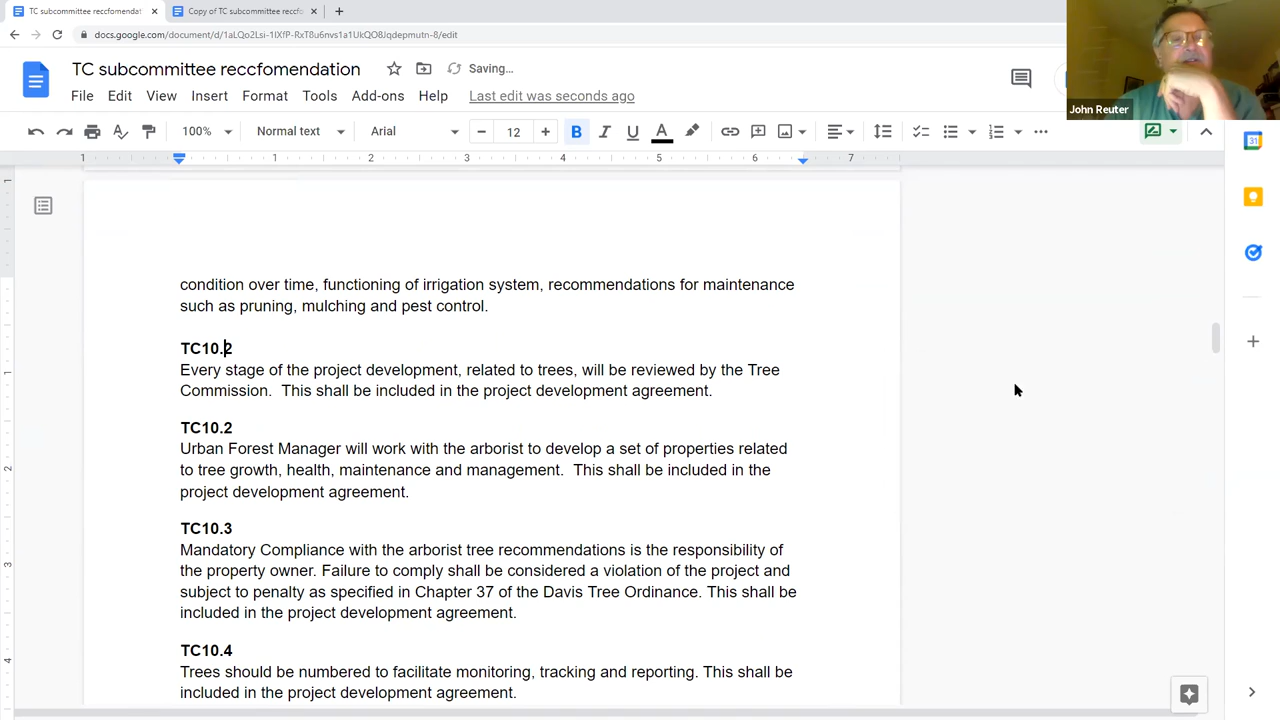 TC subcommittee reccfomendat
Copy of TC subcommittee reccfo
docs.google.com/document/d/1aLQo2Lsi-1IXfP-RxT8u6nvs1a1UkQO8Jqdepmutn-8/edit
TC subcommittee reccfomendation
Saving...
File Edit View Insert Format Tools Add-ons Help Last edit was seconds ago
John Reuter
100% Normal text Arial 12 B I U A
1 1 2 3 4 5 6 7
condition over time, functioning of irrigation system, recommendations for maintenance
such as pruning, mulching and pest control.
TC10.2
Every stage of the project development, related to trees, will be reviewed by the Tree
Commission. This shall be included in the project development agreement.
TC10.2
Urban Forest Manager will work with the arborist to develop a set of properties related
to tree growth, health, maintenance and management. This shall be included in the
project development agreement.
TC10.3
Mandatory Compliance with the arborist tree recommendations is the responsibility of
the property owner. Failure to comply shall be considered a violation of the project and
subject to penalty as specified in Chapter 37 of the Davis Tree Ordinance. This shall be
included in the project development agreement.
TC10.4
Trees should be numbered to facilitate monitoring, tracking and reporting. This shall be
included in the project development agreement.